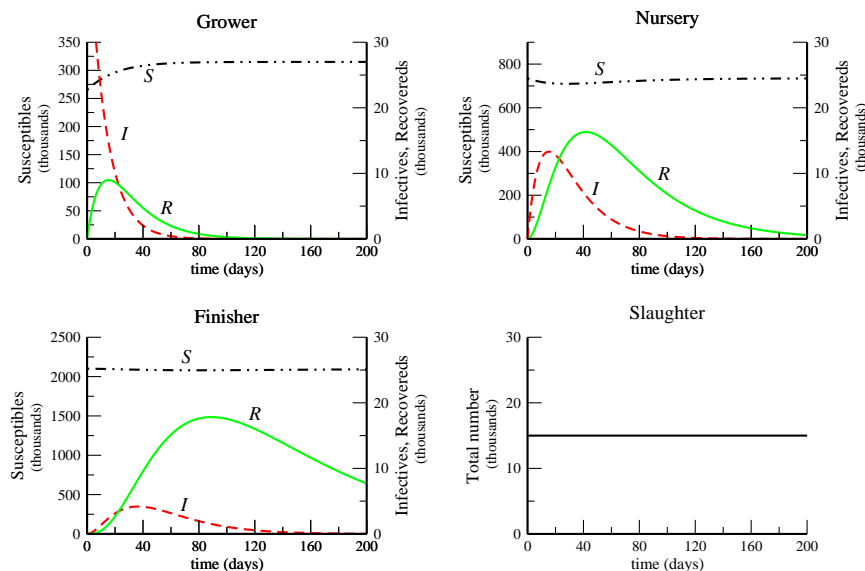 Grower
350
300
250
200
150
100
50
0
Susceptibles
(thousands)
30
20
10
0
Infectives, Recovereds
(thousands)
S
I
R
0 40 80 120 160 200
time (days)
Nursery
800
600
400
200
0
Susceptibles
(thousands)
30
20
10
0
Infectives, Recovereds
(thousands)
S
I
R
0 40 80 120 160 200
time (days)
Finisher
2500
2000
1500
1000
500
0
Susceptibles
(thousands)
30
20
10
0
Infectives, Recovereds
(thousands)
S
R
I
0 40 80 120 160 200
time (days)
Slaughter
30
20
10
0
Total number
(thousands)
0 40 80 120 160 200
time (days)